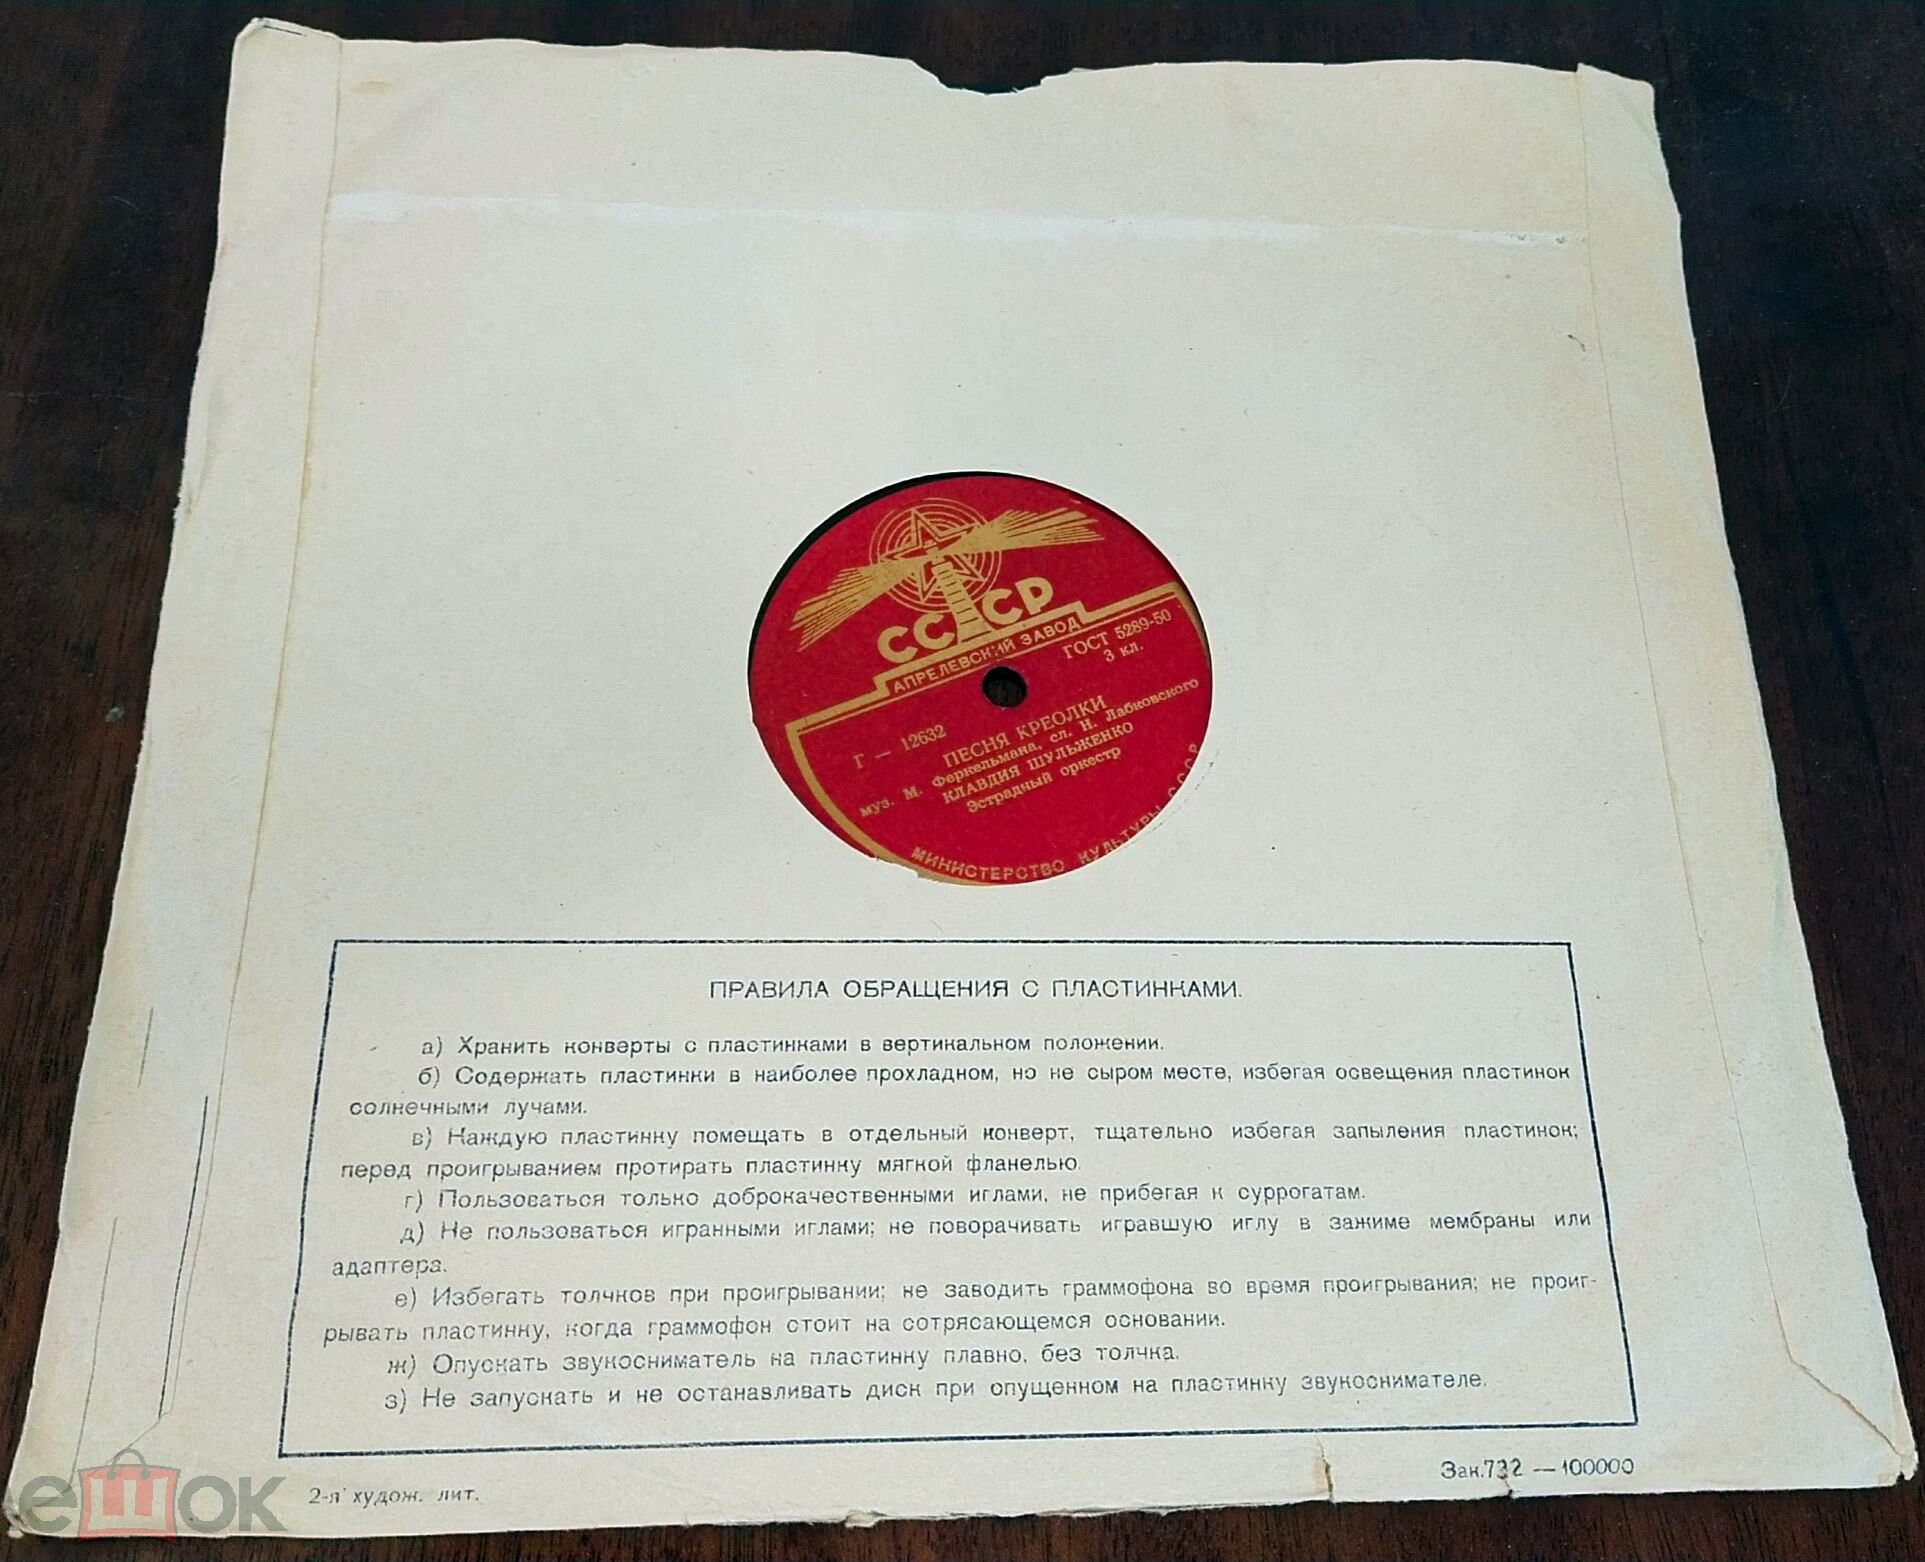 СССР
АПРЕЛЕВСКИЙ ЗАВОД
ГОСТ 5289-50
3 кл.
Г — 12632
ПЕСНЯ КРЕОЛКИ
муз. М. Феркельмана, сл. Н. Лабковского
КЛАВДИЯ ШУЛЬЖЕНКО
Эстрадный оркестр
МИНИСТЕРСТВО КУЛЬТУРЫ СССР
ПРАВИЛА ОБРАЩЕНИЯ С ПЛАСТИНКАМИ.
а) Хранить конверты с пластинками в вертикальном положении.
б) Содержать пластинки в наиболее прохладном, но не сыром месте, избегая освещения пластинок
солнечными лучами.
в) Каждую пластинку помещать в отдельный конверт, тщательно избегая запыления пластинок;
перед проигрыванием протирать пластинку мягкой фланелью.
г) Пользоваться только доброкачественными иглами, не прибегая к суррогатам.
д) Не пользоваться игранными иглами; не поворачивать игравшую иглу в зажиме мембраны или
адаптера.
е) Избегать толчков при проигрывании; не заводить граммофона во время проигрывания; не проиг-
рывать пластинку, когда граммофон стоит на сотрясающемся основании.
ж) Опускать звукосниматель на пластинку плавно, без толчка.
з) Не запускать и не останавливать диск при опущенном на пластинку звукоснимателе.
2-я худож. лит.
Зак.732 —100000
ешок